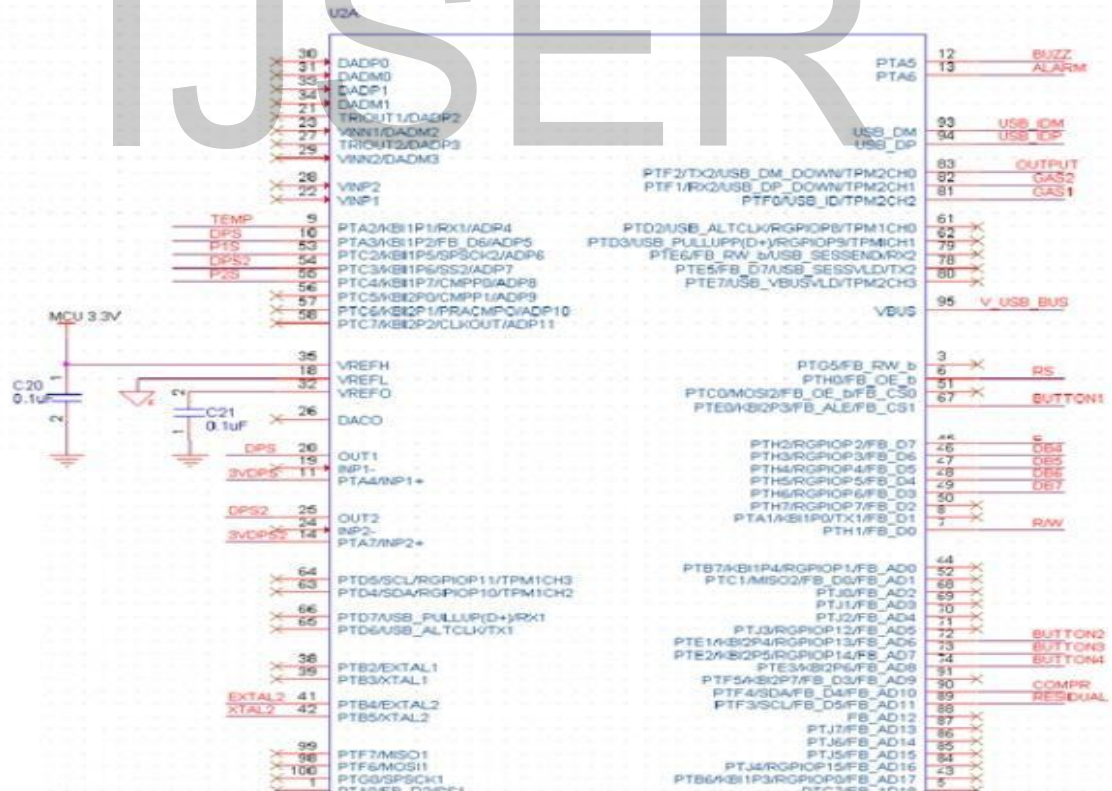 IJSER
U2A
30 DADP0
31 DADM0
33 DADP1
34 DADM1
21 TRIOUT1/DADP2
23 VINN1/DADM2
27 TRIOUT2/DADP3
29 VINN2/DADM3
28 VINP2
22 VINP1
TEMP 9 PTA2/KBI1P1/RX1/ADP4
DPS 10 PTA3/KBI1P2/FB_D6/ADP5
P1S 53 PTC2/KBI1P5/SPSCK2/ADP6
DPS2 54 PTC3/KBI1P6/SS2/ADP7
P2S 55 PTC4/KBI1P7/CMPP0/ADP8
56 PTC5/KBI2P0/CMPP1/ADP9
57 PTC6/KBI2P1/PRACMPO/ADP10
58 PTC7/KBI2P2/CLKOUT/ADP11
MCU 3.3V
35 VREFH
18 VREFL
32 VREFO
C20 1
0.1uF
2
2
C21
0.1uF
1
26 DACO
DPS 20 OUT1
19 INP1-
3VDPS 11 PTA4/INP1+
DPS2 25 OUT2
24 INP2-
3VDPS2 14 PTA7/INP2+
64 PTD5/SCL/RGPIOP11/TPM1CH3
63 PTD4/SDA/RGPIOP10/TPM1CH2
66 PTD7/USB_PULLUP(D+)/RX1
65 PTD6/USB_ALTCLK/TX1
38 PTB2/EXTAL1
39 PTB3/XTAL1
EXTAL2 41 PTB4/EXTAL2
XTAL2 42 PTB5/XTAL2
99 PTF7/MISO1
98 PTF6/MOSI1
100 PTG0/SPSCK1
1
PTA5 12 BUZZ
PTA6 13 ALARM
USB_DM 93 USB_IDM
USB_DP 94 USB_IDP
PTF2/TX2/USB_DM_DOWN/TPM2CH0 83 OUTPUT
PTF1/RX2/USB_DP_DOWN/TPM2CH1 82 GAS2
PTF0/USB_ID/TPM2CH2 81 GAS1
PTD2/USB_ALTCLK/RGPIOP8/TPM1CH0 61
PTD3/USB_PULLUPP(D+)/RGPIOP9/TPMICH1 62
PTE6/FB_RW_b/USB_SESSEND/RX2 79
PTE5/FB_D7/USB_SESSVLD/TX2 78
PTE7/USB_VBUSVLD/TPM2CH3 80
VBUS 95 V_USB_BUS
PTG5/FB_RW_b 3
PTH0/FB_OE_b 6 RS
PTC0/MOSI2/FB_OE_b/FB_CS0 51
PTE0/KBI2P3/FB_ALE/FB_CS1 67 BUTTON1
PTH2/RGPIOP2/FB_D7
PTH3/RGPIOP3/FB_D6 46 DB4
PTH4/RGPIOP4/FB_D5 47 DB5
PTH5/RGPIOP5/FB_D4 48 DB6
PTH6/RGPIOP6/FB_D3 49 DB7
PTH7/RGPIOP7/FB_D2 50
PTA1/KBI1P0/TX1/FB_D1 8
PTH1/FB_D0 7 R/W
PTB7/KBI1P4/RGPIOP1/FB_AD0 44
PTC1/MISO2/FB_D0/FB_AD1 52
PTJ0/FB_AD2 68
PTJ1/FB_AD3 69
PTJ2/FB_AD4 70
PTJ3/RGPIOP12/FB_AD5 71
PTE1/KBI2P4/RGPIOP13/FB_AD6 72 BUTTON2
PTE2/KBI2P5/RGPIOP14/FB_AD7 73 BUTTON3
PTE3/KBI2P6/FB_AD8 74 BUTTON4
PTF5/KBI2P7/FB_D3/FB_AD9 91
PTF4/SDA/FB_D4/FB_AD10 90 COMPR
PTF3/SCL/FB_D5/FB_AD11 89 RESIDUAL
FB_AD12 88
PTJ7/FB_AD13 87
PTJ6/FB_AD14 86
PTJ5/FB_AD15 85
PTJ4/RGPIOP15/FB_AD16 84
PTB6/KBI1P3/RGPIOP0/FB_AD17 43
5